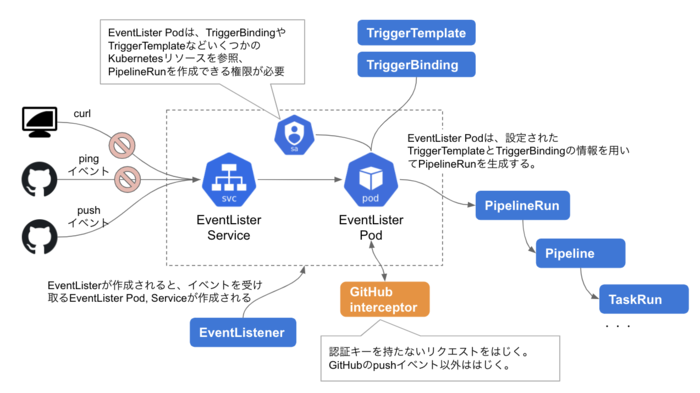 EventLister Podは、TriggerBindingや
TriggerTemplateなどいくつかの
Kubernetesリソースを参照、
PipelineRunを作成できる権限が必要
TriggerTemplate
TriggerBinding
curl
ping
イベント
push
イベント
sa
svc
EventLister
Service
pod
EventLister
Pod
EventLister Podは、設定された
TriggerTemplateとTriggerBindingの情報を用い
てPipelineRunを生成する。
PipelineRun
Pipeline
TaskRun
. . .
EventListerが作成されると、イベントを受け
取るEventLister Pod, Serviceが作成される
EventListener
GitHub
interceptor
認証キーを持たないリクエストをはじく。
GitHubのpushイベント以外ははじく。